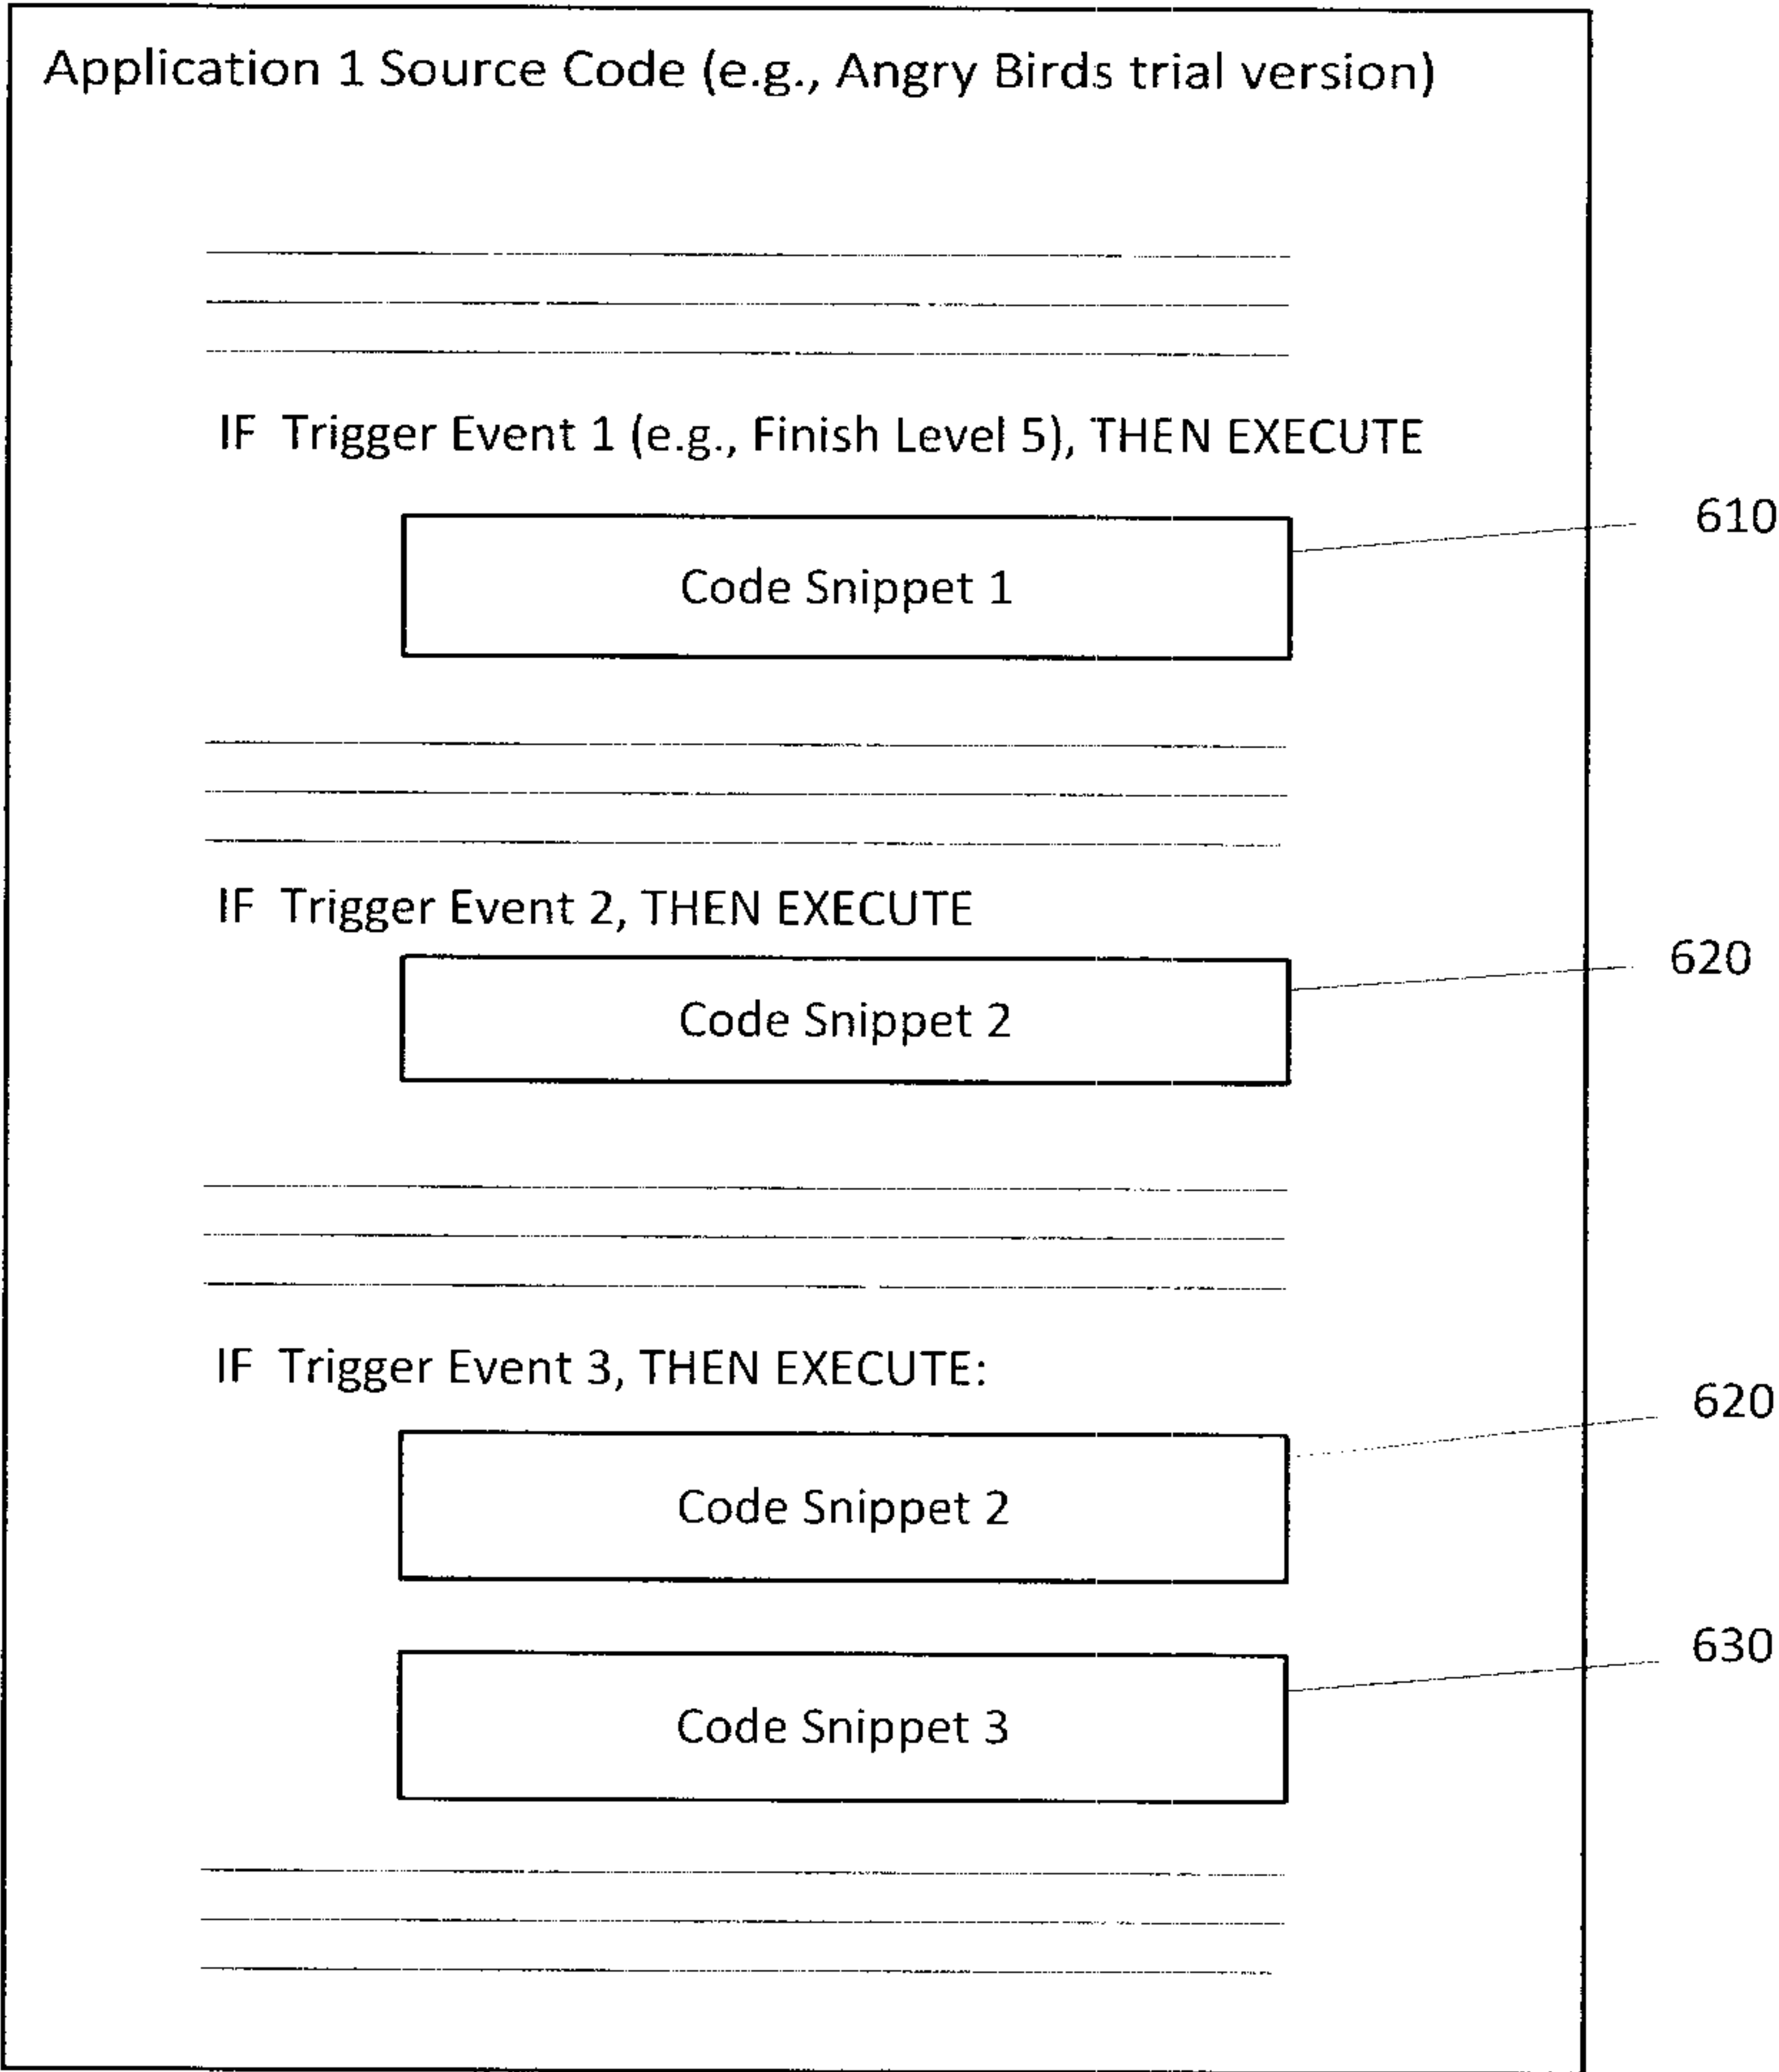 Application 1 Source Code (e.g., Angry Birds trial version)
IF Trigger Event 1 (e.g., Finish Level 5), THEN EXECUTE
610
Code Snippet 1
IF Trigger Event 2, THEN EXECUTE
620
Code Snippet 2
IF Trigger Event 3, THEN EXECUTE:
620
Code Snippet 2
630
Code Snippet 3